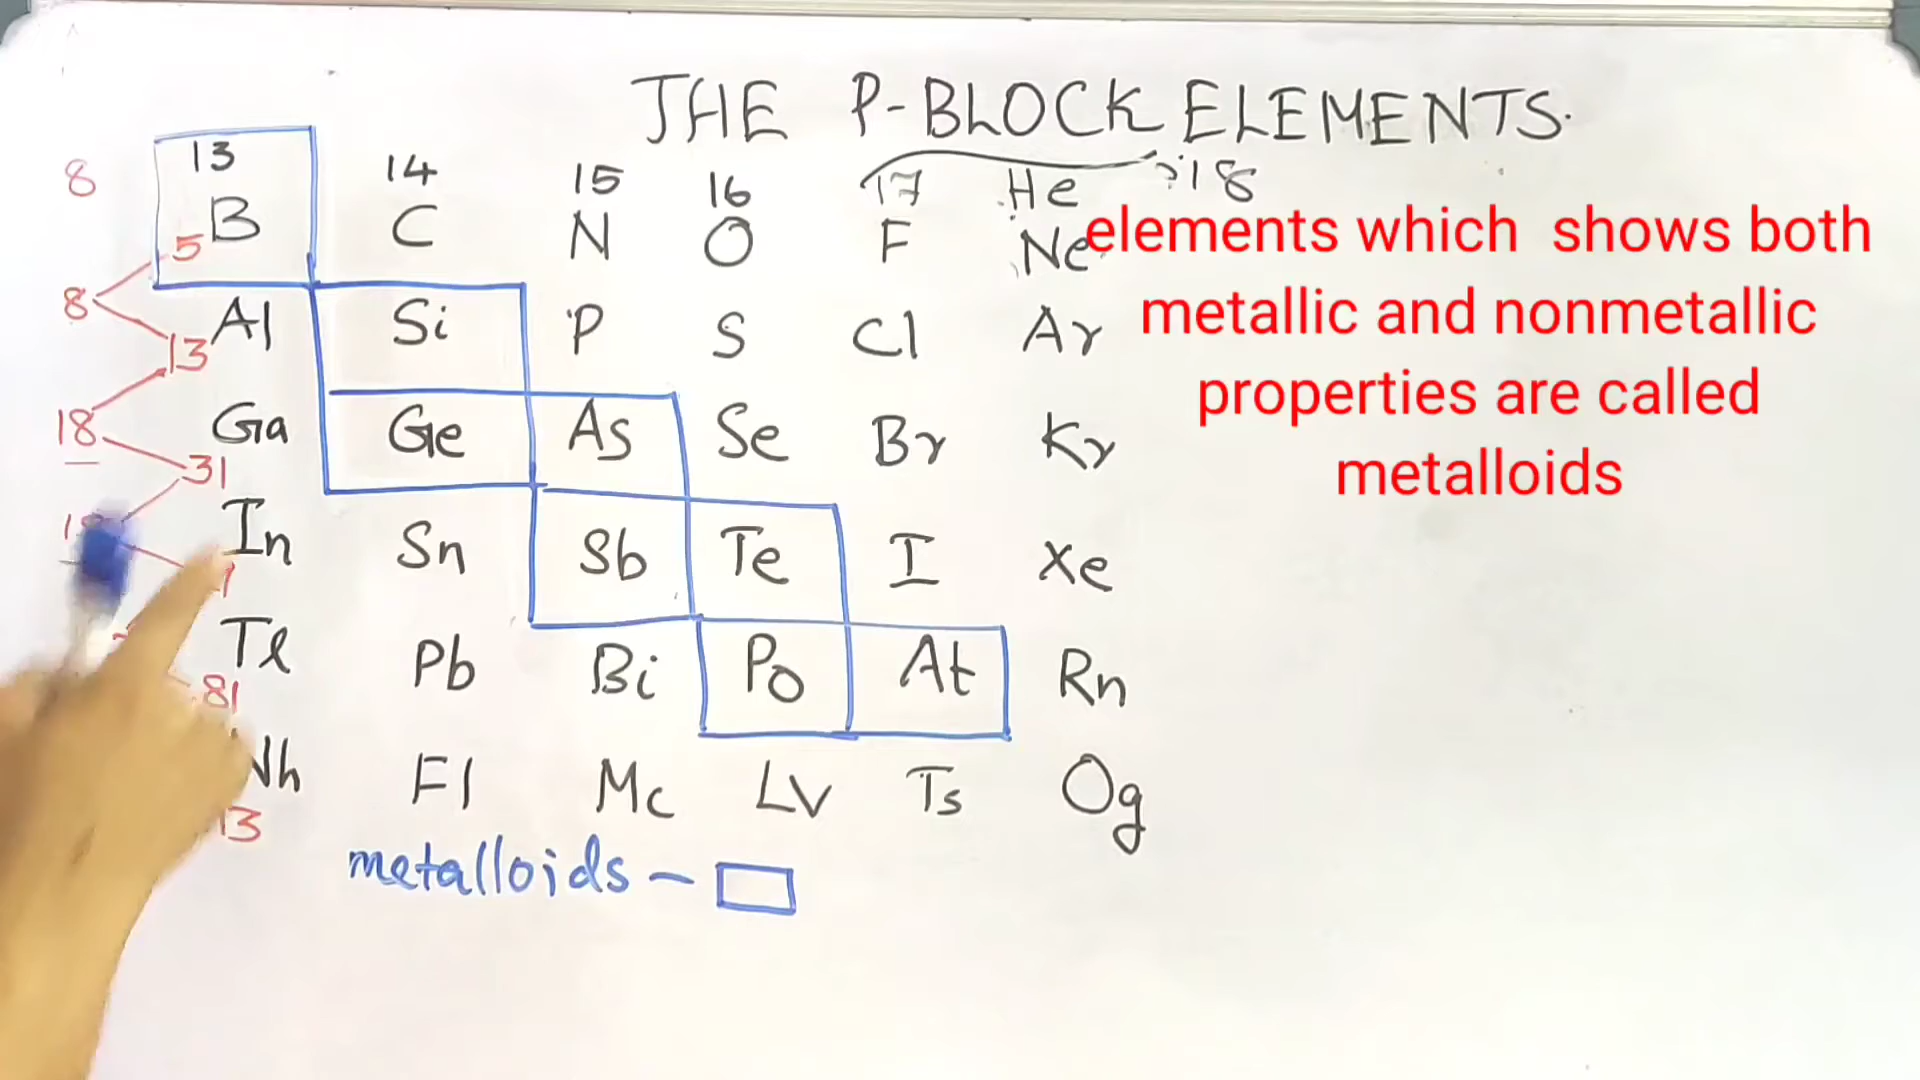 THE P-BLOCK ELEMENTS.
8 13 14 15 16 17 He 18
5 B C N O F Ne
elements which shows both
metallic and nonmetallic
properties are called
metalloids
8 Al Si P S Cl Ar
13
18 Ga Ge As Se Br Kr
31
In Sn Sb Te I Xe
Tl Pb Bi Po At Rn
81
Nh Fl Mc Lv Ts Og
13
metalloids -